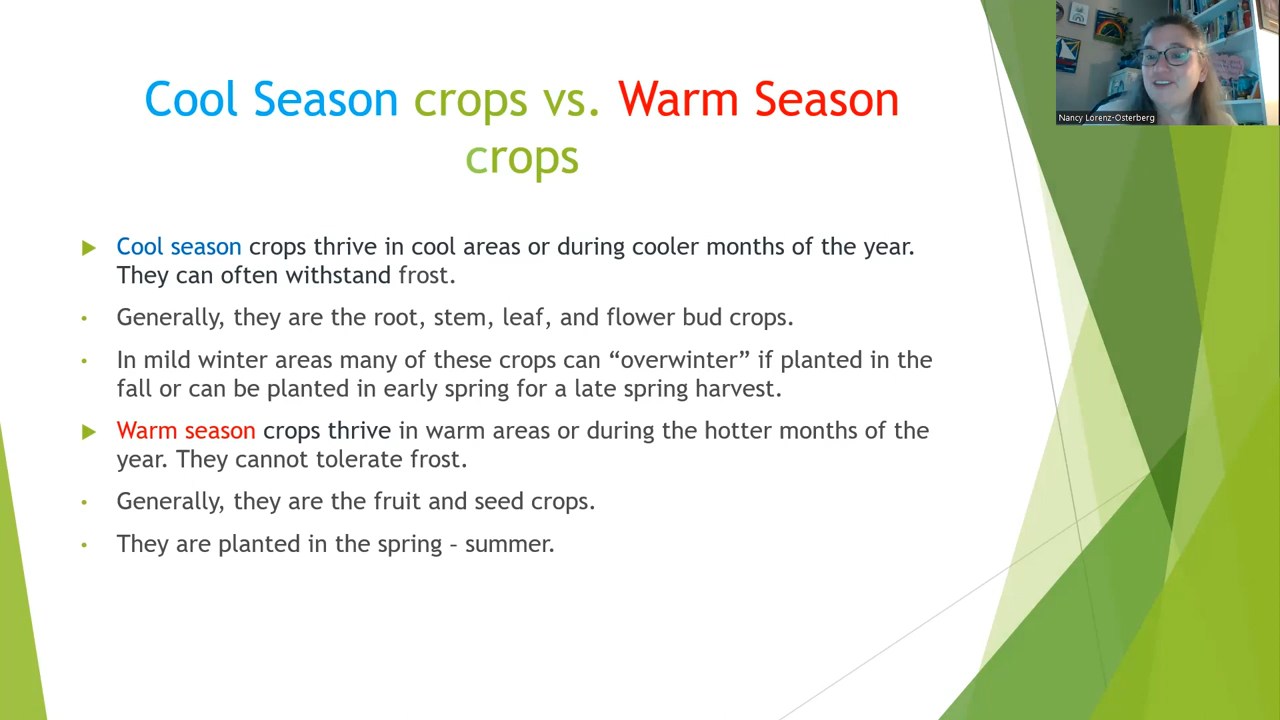 Cool Season crops vs. Warm Season
crops
Nancy Lorenz-Osterberg
Cool season crops thrive in cool areas or during cooler months of the year.
They can often withstand frost.
Generally, they are the root, stem, leaf, and flower bud crops.
In mild winter areas many of these crops can “overwinter” if planted in the
fall or can be planted in early spring for a late spring harvest.
Warm season crops thrive in warm areas or during the hotter months of the
year. They cannot tolerate frost.
Generally, they are the fruit and seed crops.
They are planted in the spring – summer.